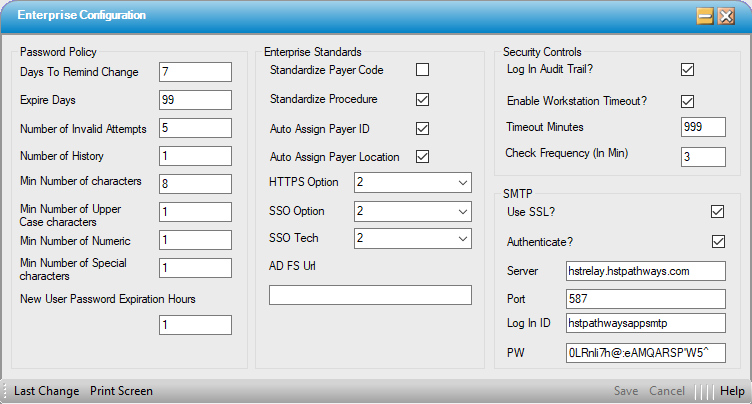 Enterprise Configuration
Password Policy
Days To Remind Change 7
Expire Days 99
Number of Invalid Attempts 5
Number of History 1
Min Number of characters 8
Min Number of Upper
Case characters 1
Min Number of Numeric 1
Min Number of Special
characters 1
New User Password Expiration Hours
1
Enterprise Standards
Standardize Payer Code
Standardize Procedure
Auto Assign Payer ID
Auto Assign Payer Location
HTTPS Option 2
SSO Option 2
SSO Tech 2
AD FS Url
Security Controls
Log In Audit Trail?
Enable Workstation Timeout?
Timeout Minutes 999
Check Frequency (In Min) 3
SMTP
Use SSL?
Authenticate?
Server hstrelay.hstpathways.com
Port 587
Log In ID hstpathwaysappsmtp
PW 0LRnli7h@:eAMQARSP'W5^
Last Change Print Screen Save Cancel Help